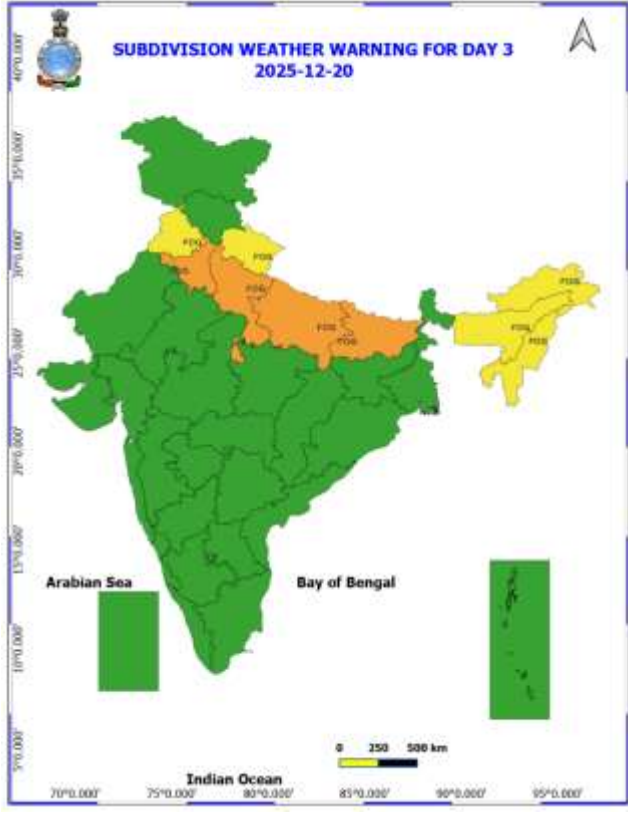 SUBDIVISION WEATHER WARNING FOR DAY 3
2025-12-20
40°0.000'
35°0.000'
30°0.000'
25°0.000'
20°0.000'
15°0.000'
10°0.000'
5°0.000'
FOG
FOG
FOG
FOG
FOG
FOG
FOG
FOG
FOG
Arabian Sea
Bay of Bengal
0 250 500 km
Indian Ocean
70°0.000' 75°0.000' 80°0.000' 85°0.000' 90°0.000' 95°0.000'